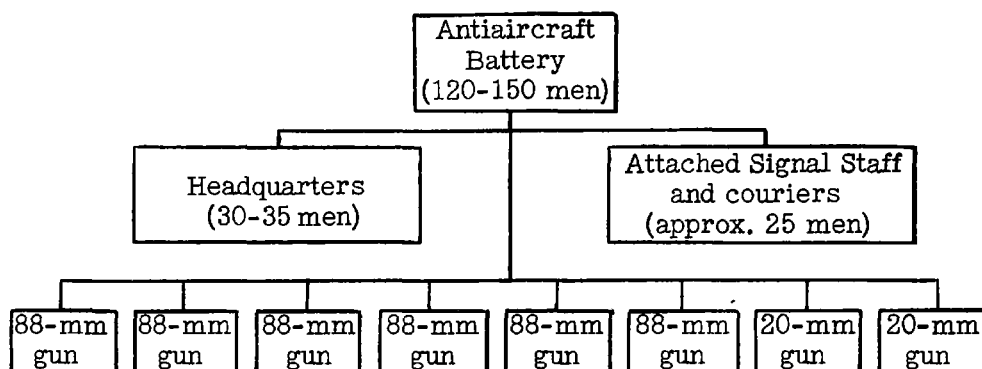 Antiaircraft
Battery
(120-150 men)
Headquarters
(30-35 men)
Attached Signal Staff
and couriers
(approx. 25 men)
88-mm
gun
88-mm
gun
88-mm
gun
88-mm
gun
88-mm
gun
88-mm
gun
20-mm
gun
20-mm
gun